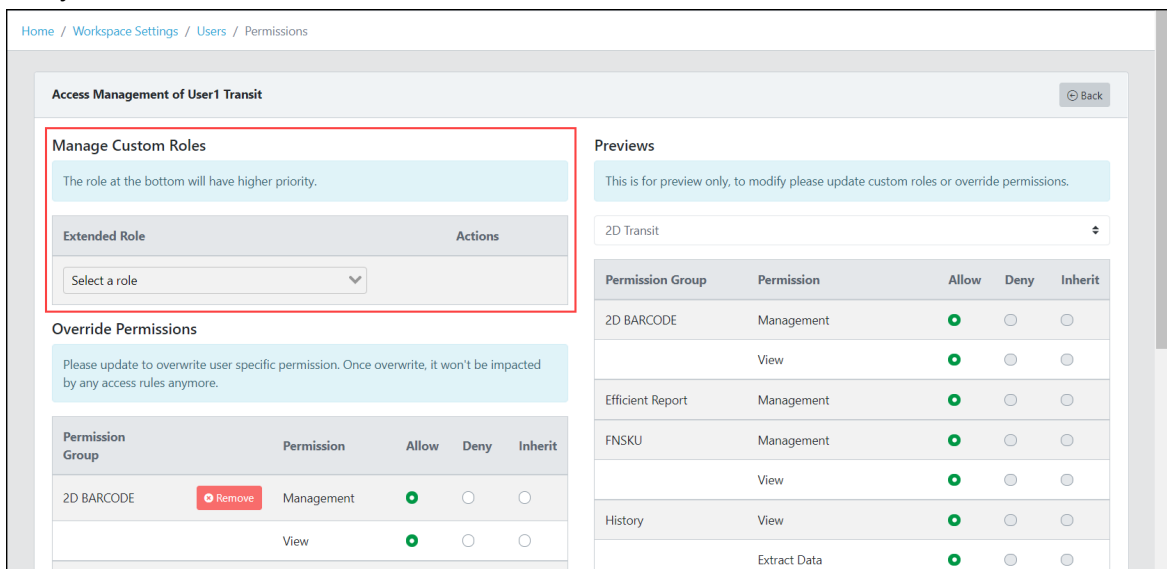 Home / Workspace Settings / Users / Permissions
Access Management of User1 Transit
Back
Manage Custom Roles
The role at the bottom will have higher priority.
Extended Role Actions
Select a role
Override Permissions
Please update to overwrite user specific permission. Once overwrite, it won't be impacted
by any access rules anymore.
Permission
Group
Permission Allow Deny Inherit
2D BARCODE Remove Management
View
Previews
This is for preview only, to modify please update custom roles or override permissions.
2D Transit
Permission Group Permission Allow Deny Inherit
2D BARCODE Management
View
Efficient Report Management
FNSKU Management
View
History View
Extract Data